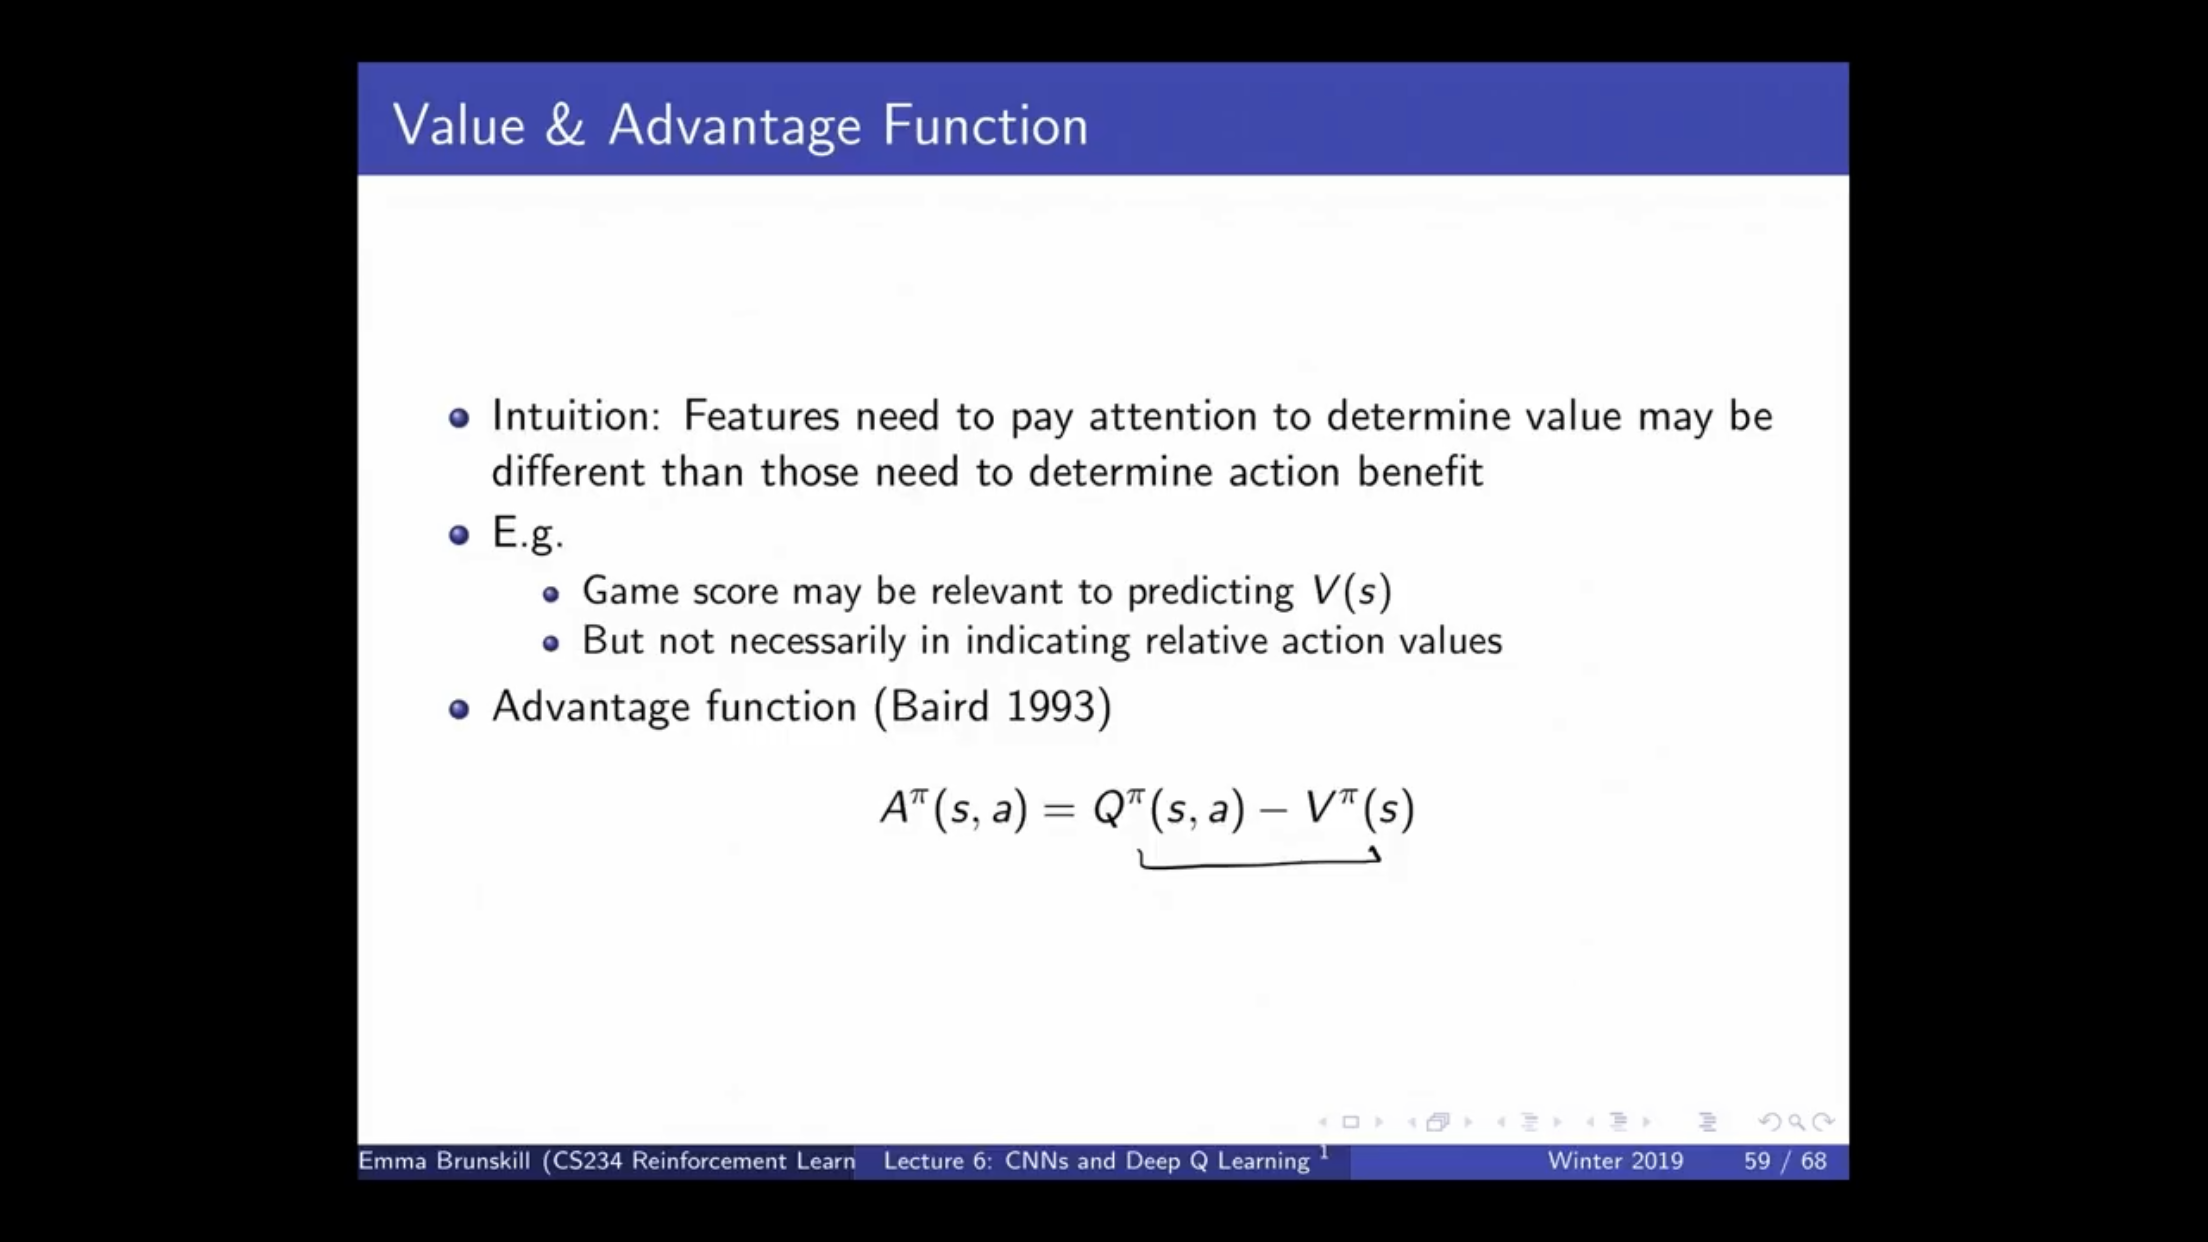 Value & Advantage Function
Intuition: Features need to pay attention to determine value may be
different than those need to determine action benefit
E.g.
Game score may be relevant to predicting V(s)
But not necessarily in indicating relative action values
Advantage function (Baird 1993)
A^π(s, a) = Q^π(s, a) − V^π(s)
Emma Brunskill (CS234 Reinforcement Learn Lecture 6: CNNs and Deep Q Learning 1 Winter 2019 59 / 68